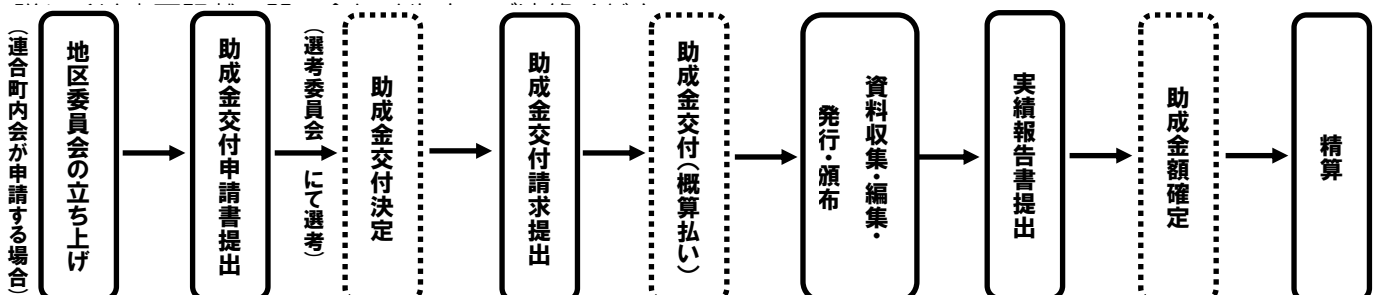 (連合町内会が申請する場合)
地区委員会の立ち上げ
助成金交付申請書提出
(選考委員会 にて選考)
助成金交付決定
助成金交付請求提出
助成金交付(概算払い)
資料収集・編集・
発行・頒布
実績報告書提出
助成金額確定
精算